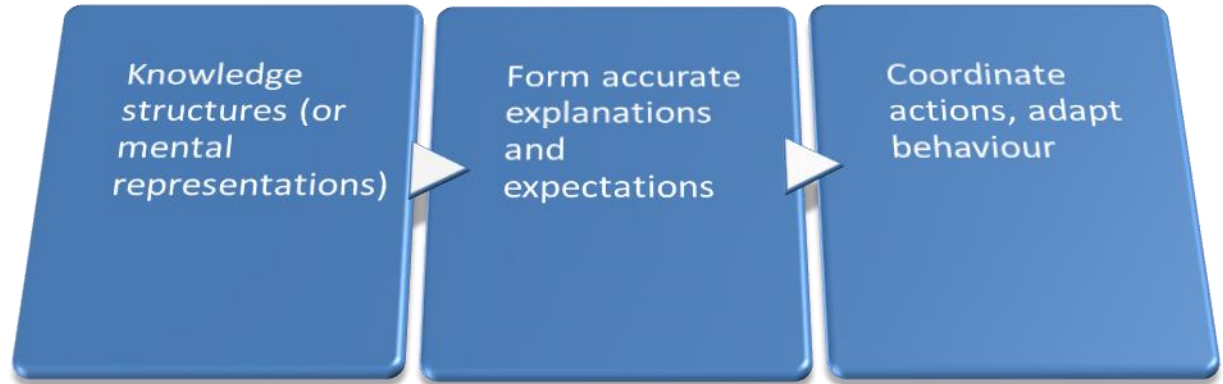 Knowledge
structures (or
mental
representations)
Form accurate
explanations
and
expectations
Coordinate
actions, adapt
behaviour